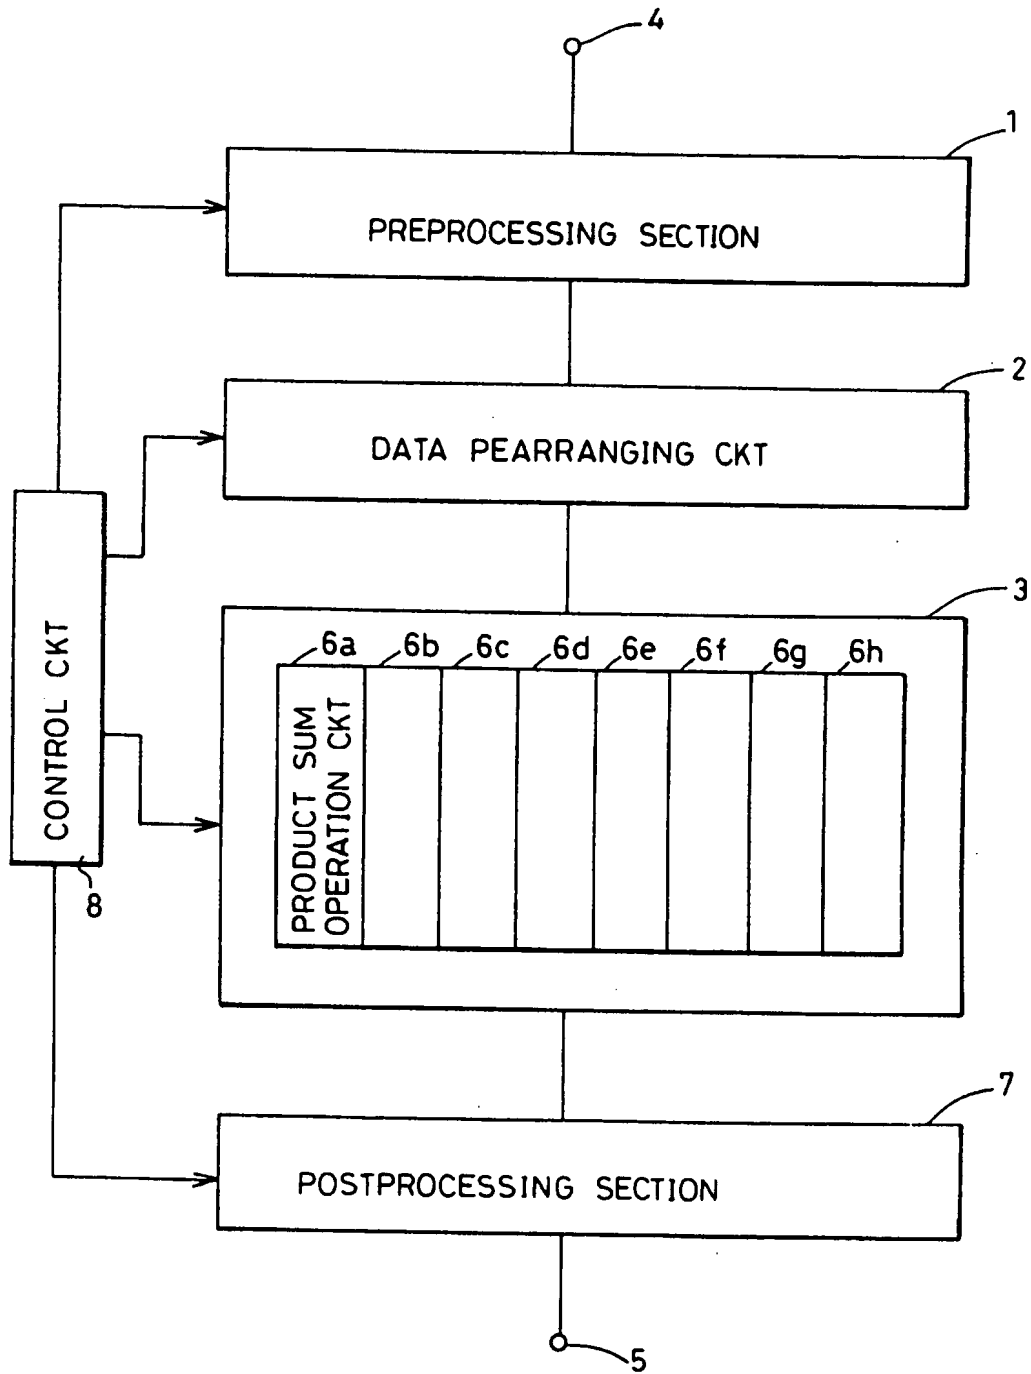 4
1
PREPROCESSING SECTION
2
DATA PEARRANGING CKT
3
6a 6b 6c 6d 6e 6f 6g 6h
PRODUCT SUM
OPERATION CKT
CONTROL CKT
8
7
POSTPROCESSING SECTION
5